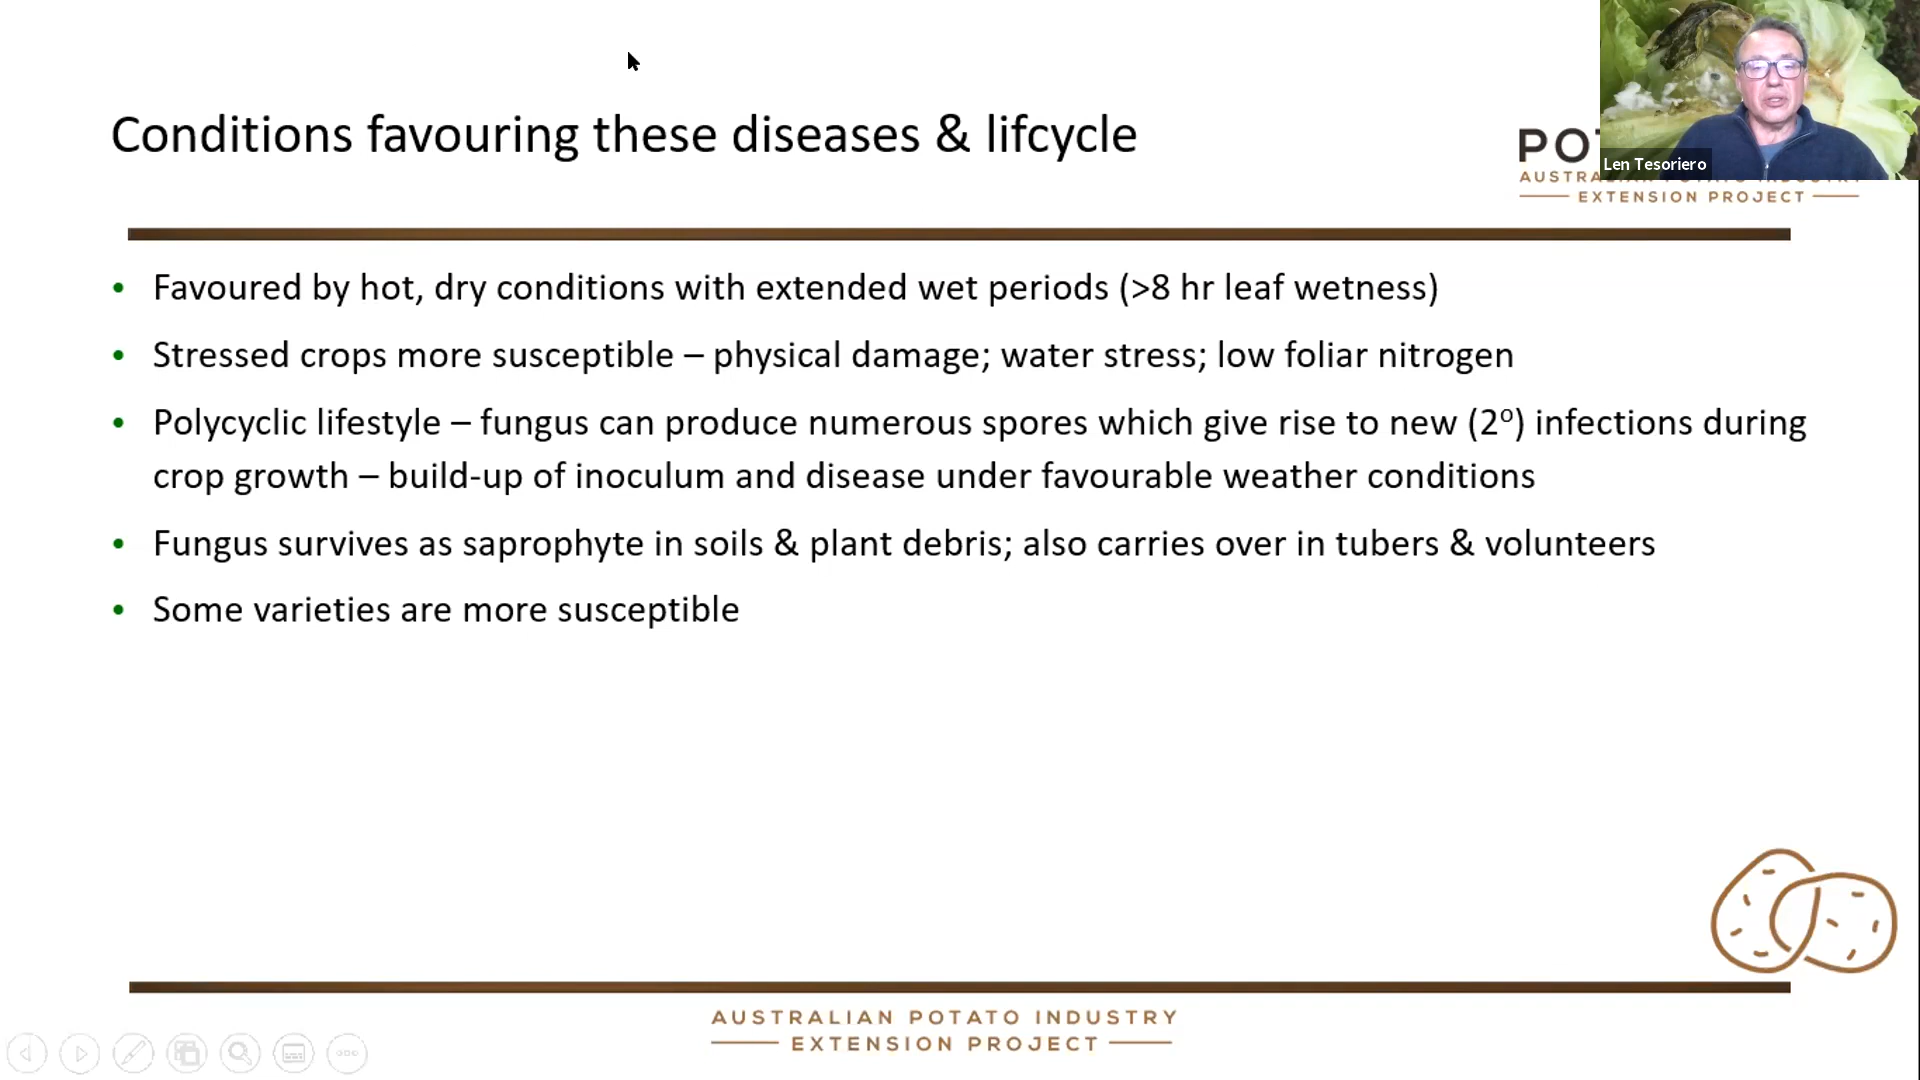 Conditions favouring these diseases & lifcycle
PO
Len Tesoriero
EXTENSION PROJECT
• Favoured by hot, dry conditions with extended wet periods (>8 hr leaf wetness)
• Stressed crops more susceptible – physical damage; water stress; low foliar nitrogen
• Polycyclic lifestyle – fungus can produce numerous spores which give rise to new (2º) infections during
crop growth – build-up of inoculum and disease under favourable weather conditions
• Fungus survives as saprophyte in soils & plant debris; also carries over in tubers & volunteers
• Some varieties are more susceptible
AUSTRALIAN POTATO INDUSTRY
EXTENSION PROJECT